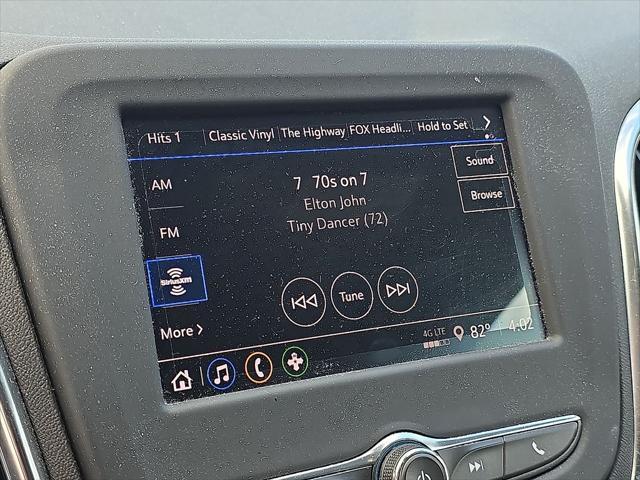 Hits 1 Classic Vinyl The Highway FOX Headli... Hold to Set
AM
7 70s on 7
Sound
Elton John
Browse
FM
Tiny Dancer (72)
SiriusXM
Tune
More
4G LTE
82° 4:02